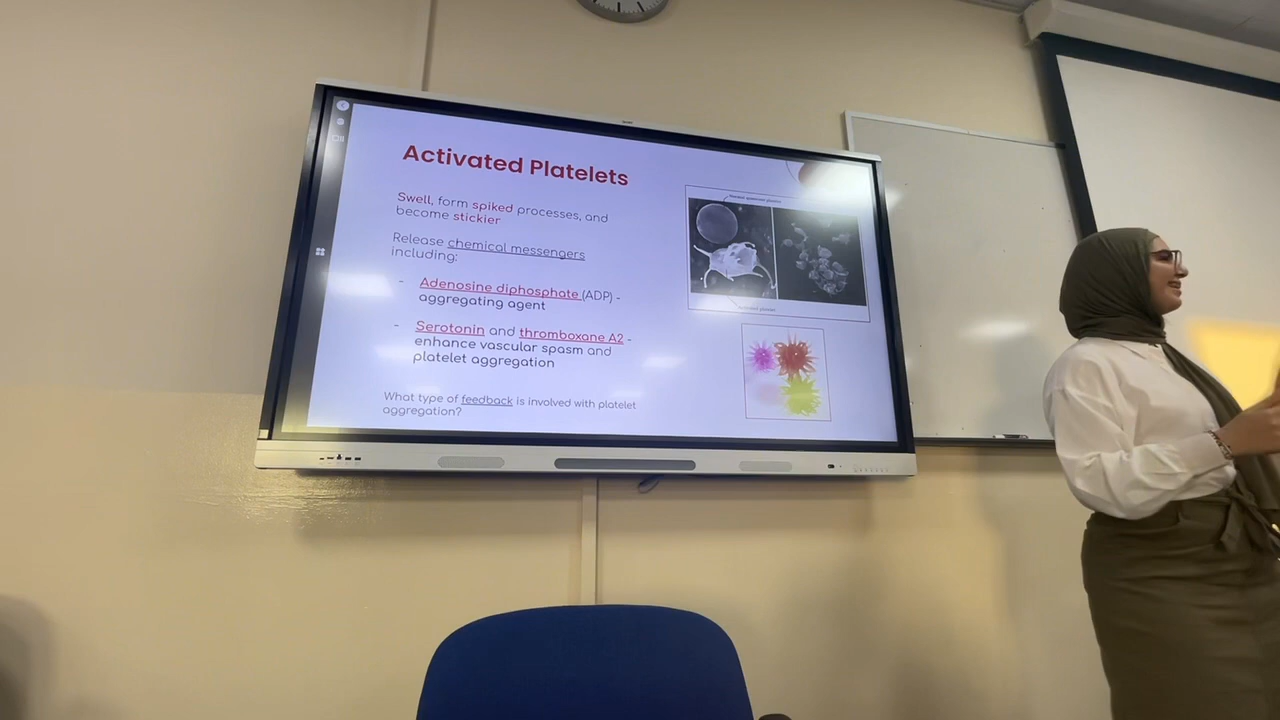 Activated Platelets
Swell, form spiked processes, and
become stickier
Release chemical messengers
including:
- Adenosine diphosphate (ADP) -
aggregating agent
- Serotonin and thromboxane A2 -
enhance vascular spasm and
platelet aggregation
What type of feedback is involved with platelet
aggregation?